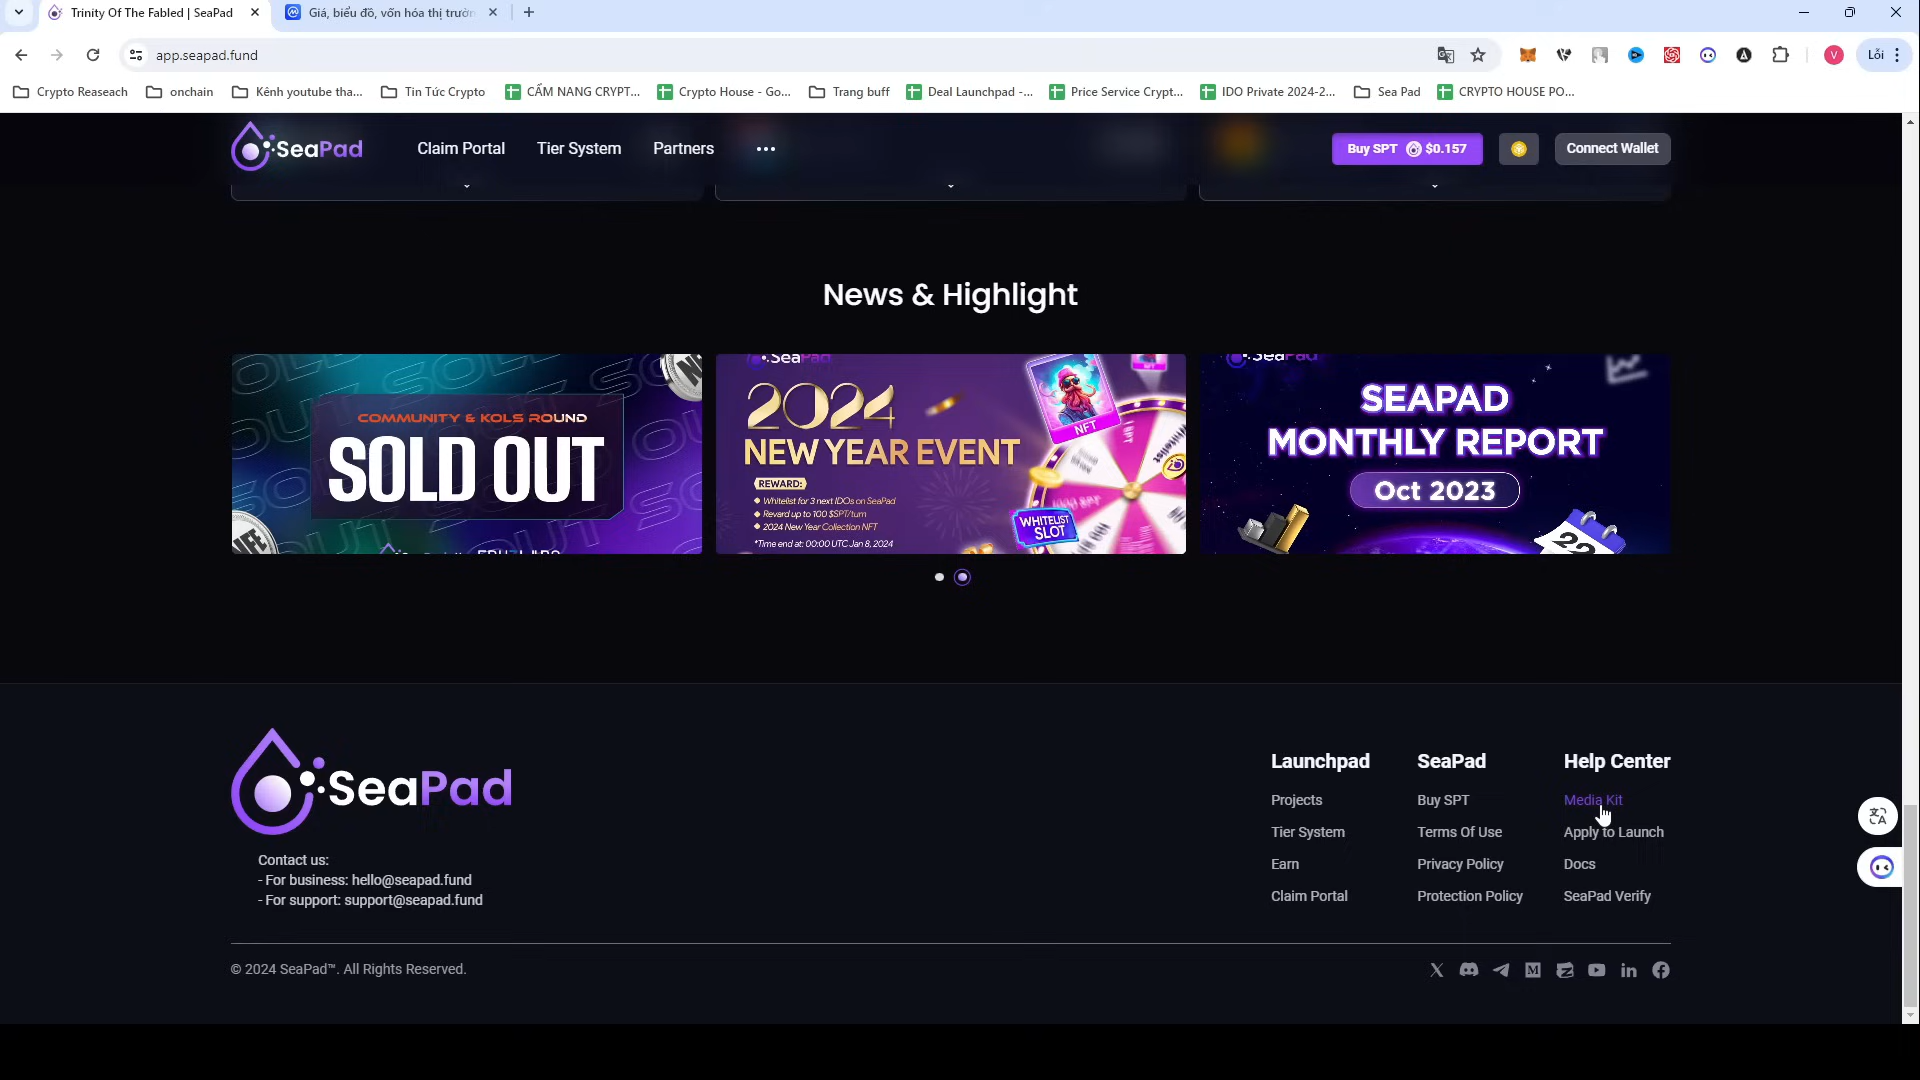 Trinity Of The Fabled | SeaPad
Giá, biểu đồ, vốn hóa thị trườn
app.seapad.fund
V
Lỗi
Crypto Reaseach
onchain
Kênh youtube tha...
Tin Tức Crypto
CẨM NANG CRYPT...
Crypto House - Go...
Trang buff
Deal Launchpad -...
Price Service Crypt...
IDO Private 2024-2...
Sea Pad
CRYPTO HOUSE PO...
SeaPad
Claim Portal
Tier System
Partners
Buy SPT $0.157
Connect Wallet
News & Highlight
COMMUNITY & KOLS ROUND
SOLD OUT
SeaPad
2024
NEW YEAR EVENT
REWARD:
Whitelist for 3 next IDOs on SeaPad
Revard up to 100 $SPT/turn
2024 New Year Collection NFT
*Time end at: 00:00 UTC Jan 8, 2024
NFT
WHITELIST
SLOT
SeaPad
SEAPAD
MONTHLY REPORT
Oct 2023
22
SeaPad
Contact us:
- For business: hello@seapad.fund
- For support: support@seapad.fund
Launchpad
Projects
Tier System
Earn
Claim Portal
SeaPad
Buy SPT
Terms Of Use
Privacy Policy
Protection Policy
Help Center
Media Kit
Apply to Launch
Docs
SeaPad Verify
© 2024 SeaPad™. All Rights Reserved.